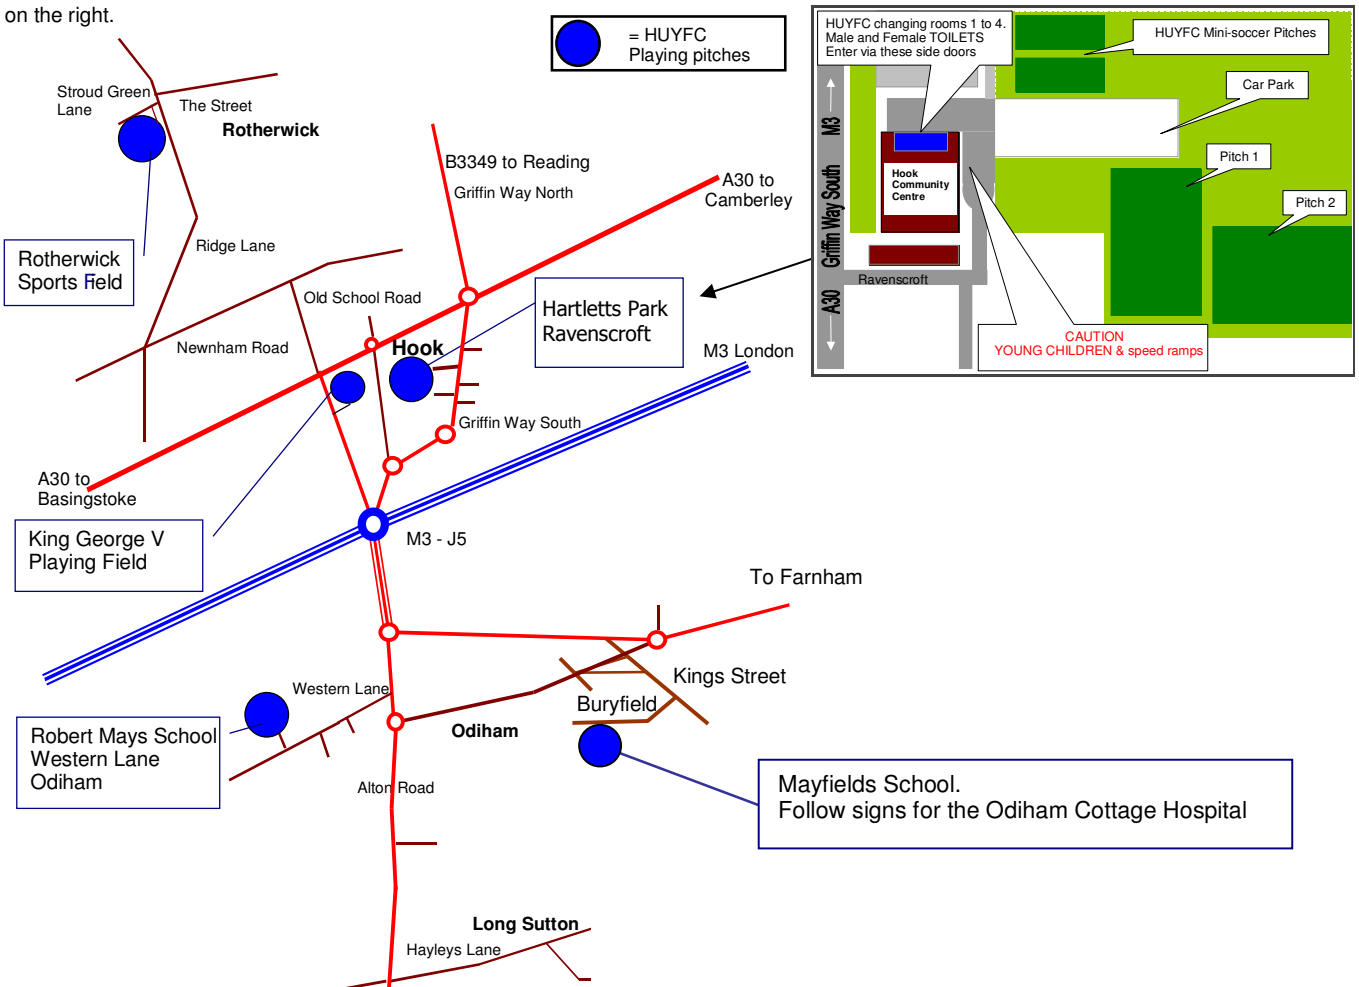 on the right.
= HUYFC
Playing pitches
HUYFC changing rooms 1 to 4.
Male and Female TOILETS
Enter via these side doors
HUYFC Mini-soccer Pitches
Car Park
Pitch 1
Pitch 2
M3
Griffin Way South
A30
Hook
Community
Centre
Ravenscroft
CAUTION
YOUNG CHILDREN & speed ramps
Stroud Green
Lane
The Street
Rotherwick
B3349 to Reading
Griffin Way North
A30 to
Camberley
Rotherwick
Sports Field
Ridge Lane
Old School Road
Hartletts Park
Ravenscroft
Newnham Road
Hook
M3 London
Griffin Way South
A30 to
Basingstoke
King George V
Playing Field
M3 - J5
To Farnham
Kings Street
Western Lane
Buryfield
Robert Mays School
Western Lane
Odiham
Odiham
Alton Road
Mayfields School.
Follow signs for the Odiham Cottage Hospital
Long Sutton
Hayleys Lane